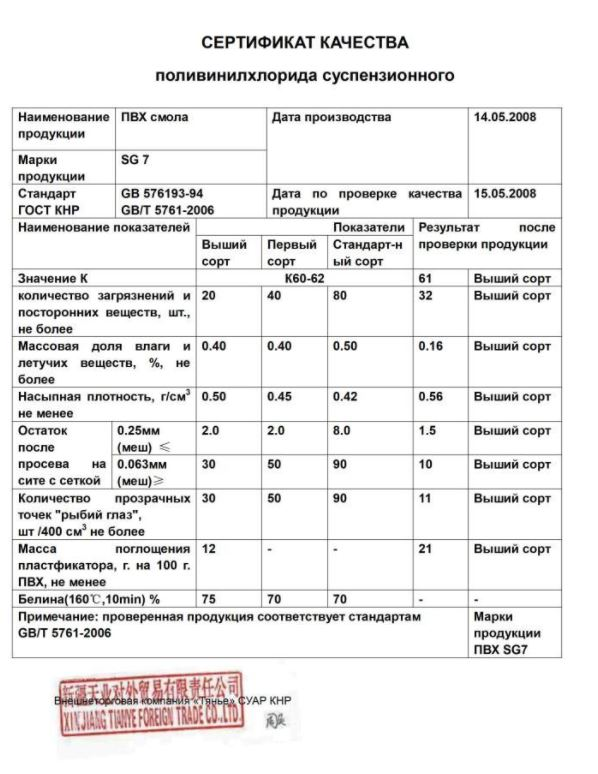 СЕРТИФИКАТ КАЧЕСТВА
поливинилхлорида суспензионного
Наименование продукции ПВХ смола Дата производства 14.05.2008
Марки продукции SG 7
Стандарт ГОСТ КНР GB 576193-94 GB/T 5761-2006 Дата по проверке качества продукции 15.05.2008
Наименование показателей Показатели Результат после проверки продукции
Выший сорт Первый сорт Стандарт-н ый сорт
Значение К К60-62 61 Выший сорт
количество загрязнений и посторонних веществ, шт., не более 20 40 80 32 Выший сорт
Массовая доля влаги и летучих веществ, %, не более 0.40 0.40 0.50 0.16 Выший сорт
Насыпная плотность, г/см³ не менее 0.50 0.45 0.42 0.56 Выший сорт
Остаток после просева на сите с сеткой 0.25мм (меш) ≤ 2.0 2.0 8.0 1.5 Выший сорт
0.063мм (меш)≥ 30 50 90 10 Выший сорт
Количество прозрачных точек "рыбий глаз", шт /400 см³ не более 30 50 90 11 Выший сорт
Масса поглощения пластфикатора, г. на 100 г. ПВХ, не менее 12 - - 21 Выший сорт
Белина(160℃,10min) % 75 70 70 - -
Примечание: проверенная продукция соответствует стандартам GB/T 5761-2006 Марки продукции ПВХ SG7
新疆天业对外贸易有限责任公司
Внешнеторговая компания «Тянье» СУАР КНР
XINJIANG TIANYE FOREIGN TRADE CO.,LTD.